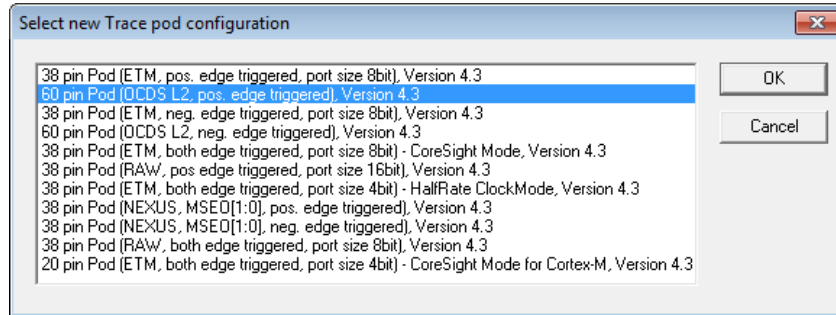 Select new Trace pod configuration
38 pin Pod (ETM, pos. edge triggered, port size 8bit), Version 4.3
60 pin Pod (OCDS L2, pos. edge triggered), Version 4.3
38 pin Pod (ETM, neg. edge triggered, port size 8bit), Version 4.3
60 pin Pod (OCDS L2, neg. edge triggered), Version 4.3
38 pin Pod (ETM, both edge triggered, port size 8bit) - CoreSight Mode, Version 4.3
38 pin Pod (RAW, pos edge triggered, port size 16bit), Version 4.3
38 pin Pod (ETM, both edge triggered, port size 4bit) - HalfRate ClockMode, Version 4.3
38 pin Pod (NEXUS, MSEO[1:0], pos. edge triggered), Version 4.3
38 pin Pod (NEXUS, MSEO[1:0], neg. edge triggered), Version 4.3
38 pin Pod (RAW, both edge triggered, port size 8bit), Version 4.3
20 pin Pod (ETM, both edge triggered, port size 4bit) - CoreSight Mode for Cortex-M, Version 4.3
OK
Cancel